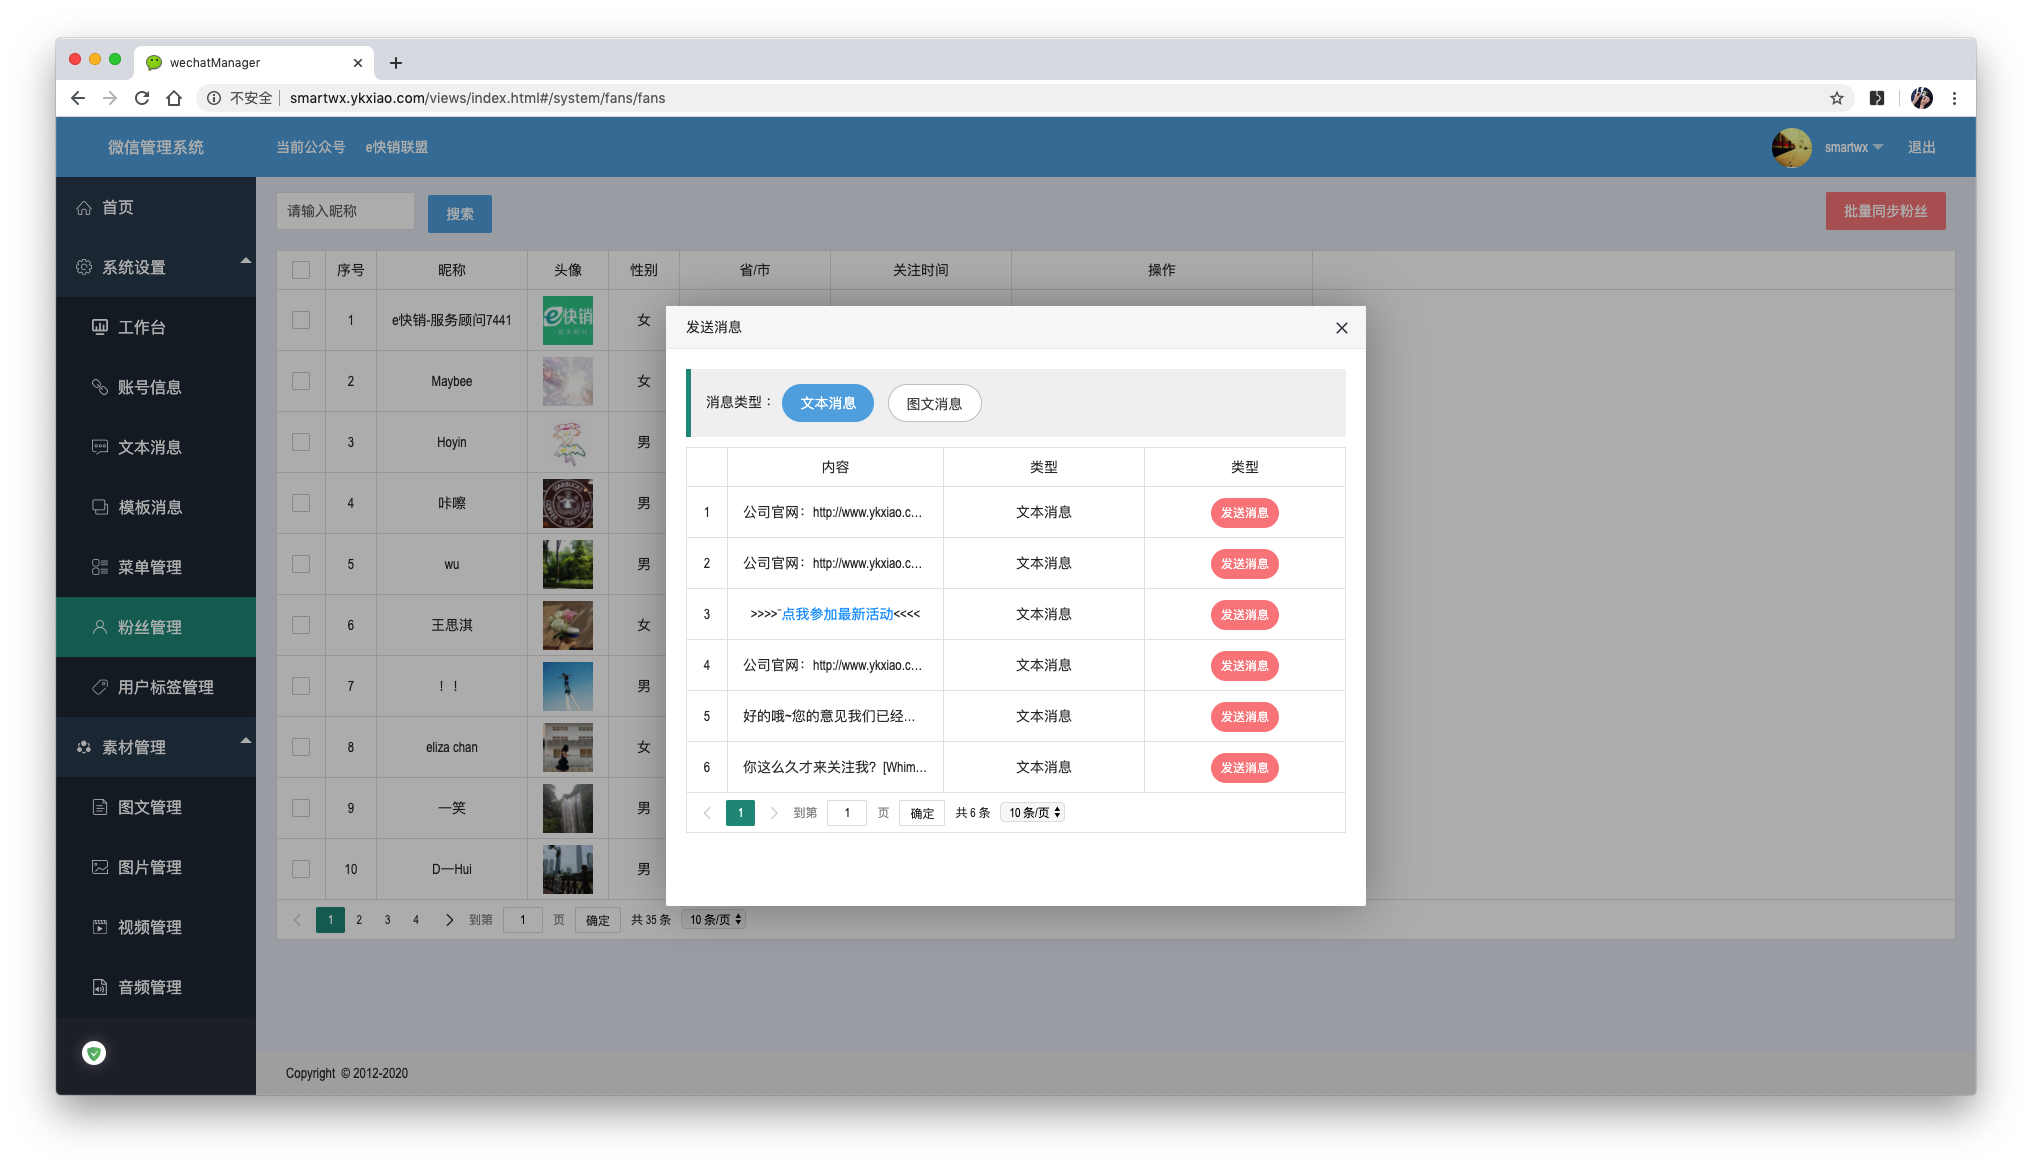 wechatManager
不安全 smartwx.ykxiao.com/views/index.html#/system/fans/fans
微信管理系统 当前公众号 e快销联盟 smartwx 退出
首页
系统设置
工作台
账号信息
文本消息
模板消息
菜单管理
粉丝管理
用户标签管理
素材管理
图文管理
图片管理
视频管理
音频管理
请输入昵称 搜索 批量同步粉丝
序号 昵称 头像 性别 省/市 关注时间 操作
1 e快销-服务顾问7441 e快销 女
2 Maybee 女
3 Hoyin 男
4 咔嚓 男
5 wu 男
6 王思淇 女
7 ！！ 男
8 eliza chan 女
9 一笑 男
10 D一Hui 男
1 2 3 4 到第 1 页 确定 共 35 条 10 条/页
发送消息
消息类型： 文本消息 图文消息
内容 类型 类型
1 公司官网：http://www.ykxiao.c... 文本消息 发送消息
2 公司官网：http://www.ykxiao.c... 文本消息 发送消息
3 >>>>"点我参加最新活动<<<< 文本消息 发送消息
4 公司官网：http://www.ykxiao.c... 文本消息 发送消息
5 好的哦~您的意见我们已经... 文本消息 发送消息
6 你这么久才来关注我？[Whim... 文本消息 发送消息
1 到第 1 页 确定 共 6 条 10 条/页
Copyright © 2012-2020